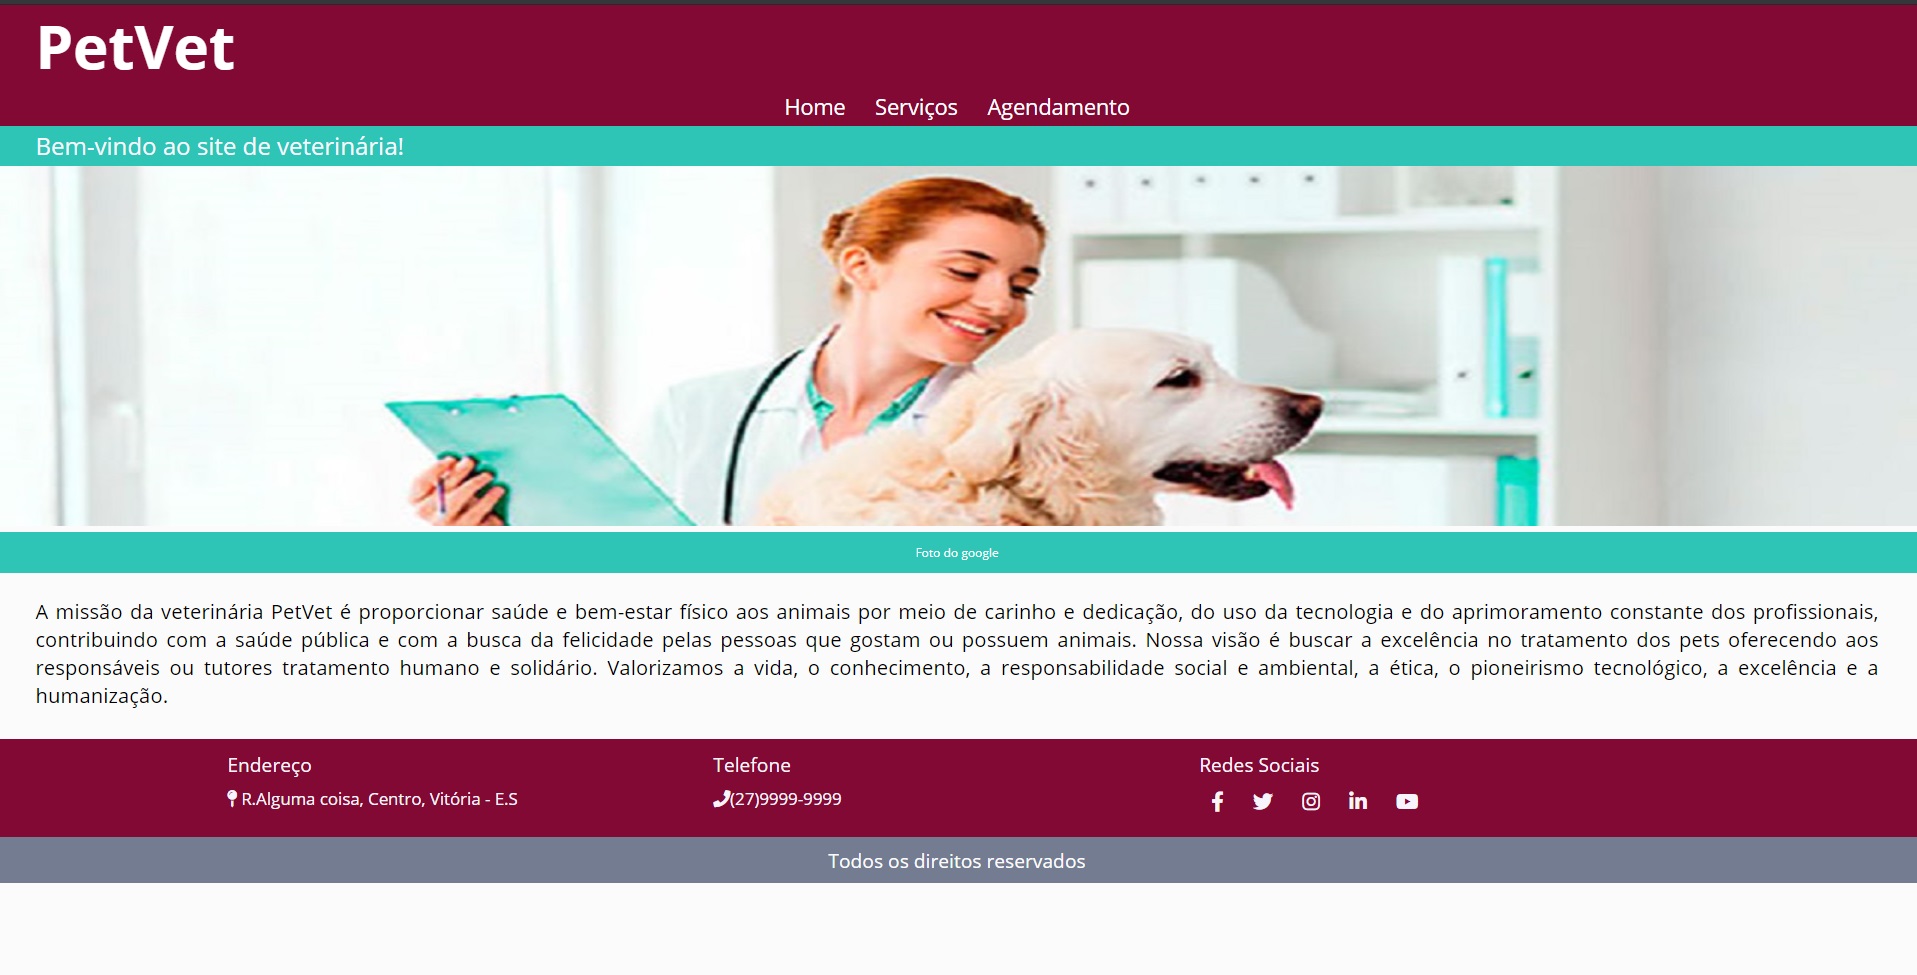 PetVet
Home Serviços Agendamento
Bem-vindo ao site de veterinária!
Foto do google
A missão da veterinária PetVet é proporcionar saúde e bem-estar físico aos animais por meio de carinho e dedicação, do uso da tecnologia e do aprimoramento constante dos profissionais,
contribuindo com a saúde pública e com a busca da felicidade pelas pessoas que gostam ou possuem animais. Nossa visão é buscar a excelência no tratamento dos pets oferecendo aos
responsáveis ou tutores tratamento humano e solidário. Valorizamos a vida, o conhecimento, a responsabilidade social e ambiental, a ética, o pioneirismo tecnológico, a excelência e a
humanização.
Endereço Telefone Redes Sociais
R.Alguma coisa, Centro, Vitória - E.S (27)9999-9999
Todos os direitos reservados